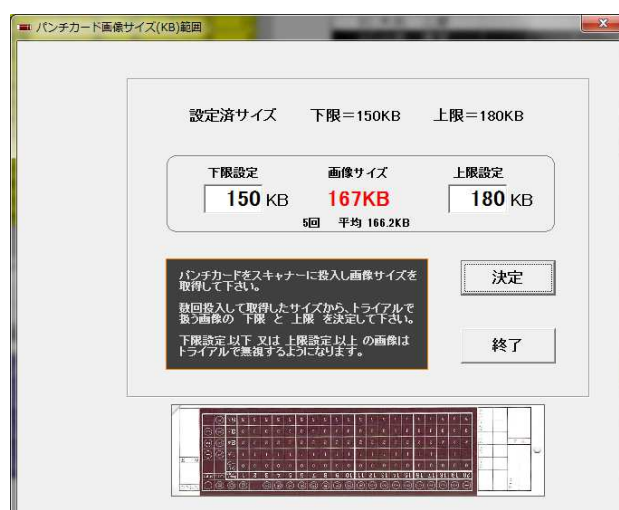 パンチカード画像サイズ(KB)範囲
設定済サイズ 下限=150KB 上限=180KB
下限設定 画像サイズ 上限設定
150 KB 167KB 180 KB
5回 平均 166.2KB
パンチカードをスキャナーに投入し画像サイズを
取得して下さい。
数回投入して取得したサイズから、トライアルで
扱う画像の 下限 と 上限 を決定して下さい。
下限設定以下 又は 上限設定以上 の画像は
トライアルで無視するようになります。
決定
終了